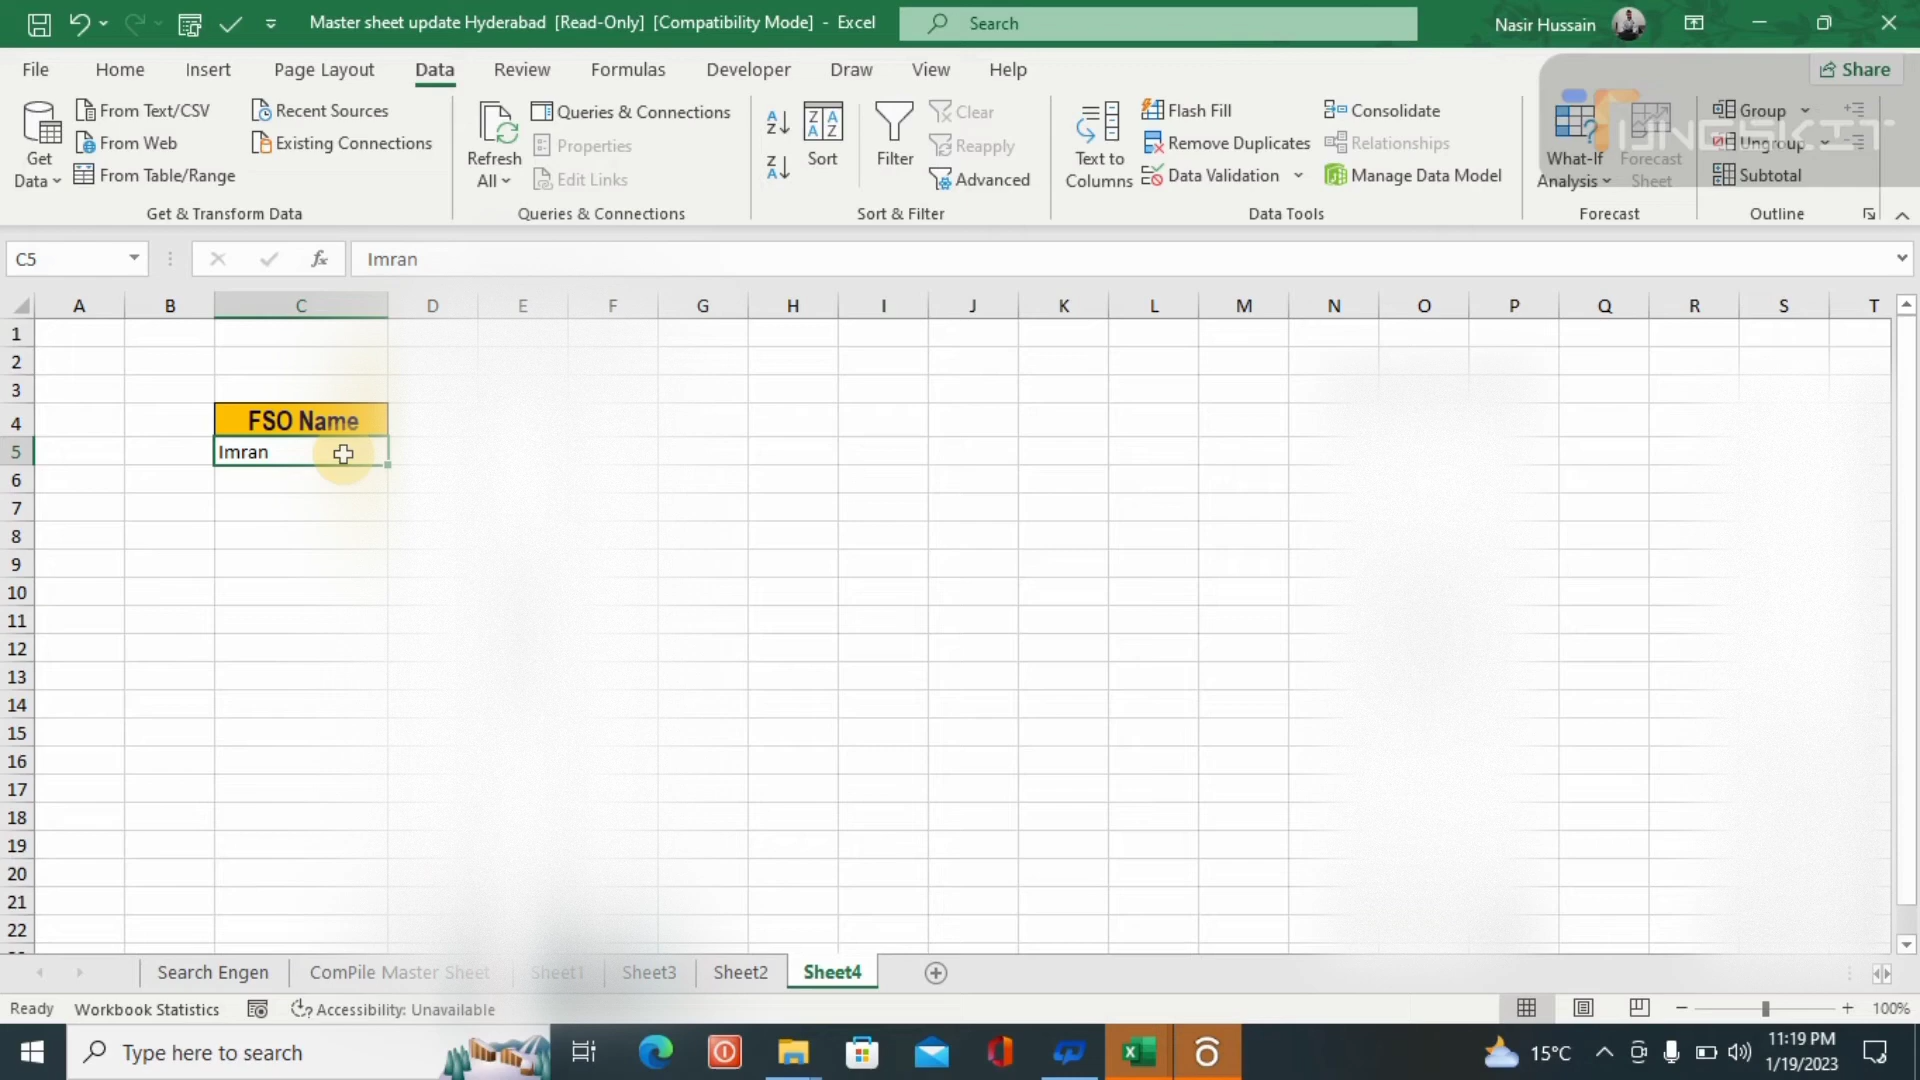 Master sheet update Hyderabad [Read-Only] [Compatibility Mode] - Excel
Search
Nasir Hussain
File Home Insert Page Layout Data Review Formulas Developer Draw View Help
Share
Get Data
From Text/CSV
From Web
From Table/Range
Recent Sources
Existing Connections
Get & Transform Data
Refresh All
Queries & Connections
Properties
Edit Links
Queries & Connections
Sort
Filter
Clear
Reapply
Advanced
Sort & Filter
Text to Columns
Flash Fill
Remove Duplicates
Data Validation
Consolidate
Relationships
Manage Data Model
Data Tools
What-If Analysis
Forecast Sheet
Forecast
Group
Ungroup
Subtotal
Outline
C5
fx
Imran
A B C D E F G H I J K L M N O P Q R S T
1
2
3
4 FSO Name
5 Imran
6
7
8
9
10
11
12
13
14
15
16
17
18
19
20
21
22
Search Engen ComPile Master Sheet Sheet1 Sheet3 Sheet2 Sheet4
Ready Workbook Statistics Accessibility: Unavailable 100%
Type here to search
15°C
11:19 PM
1/19/2023